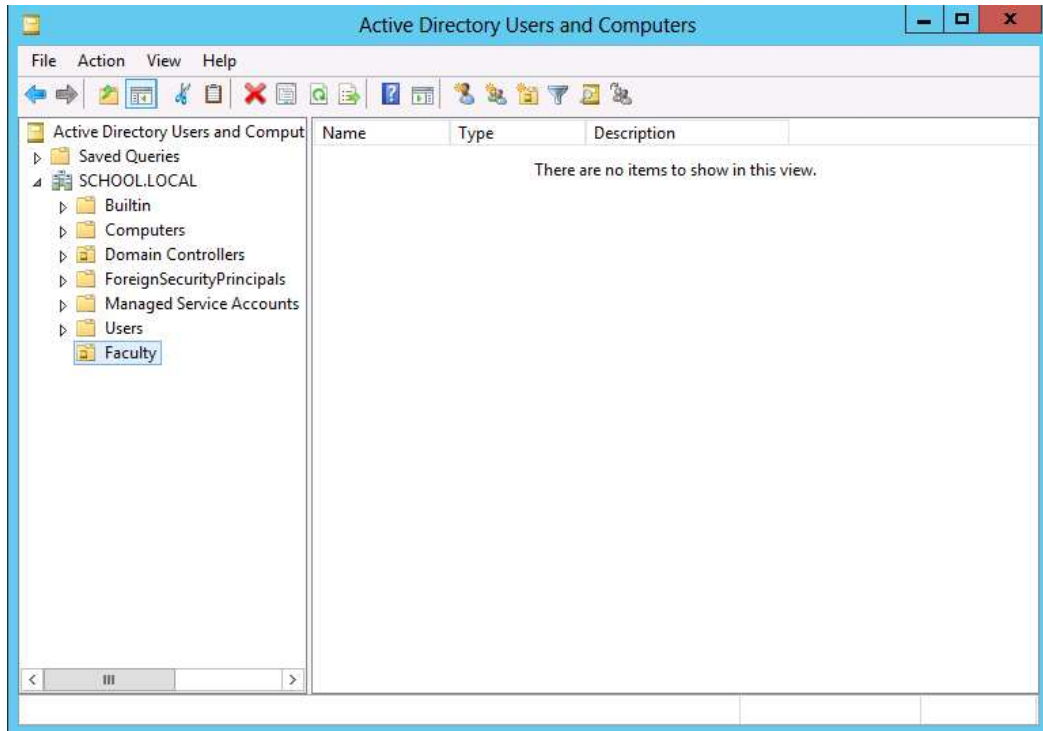 Active Directory Users and Computers
File Action View Help
Active Directory Users and Comput
Name Type Description
Saved Queries
There are no items to show in this view.
SCHOOL.LOCAL
Builtin
Computers
Domain Controllers
ForeignSecurityPrincipals
Managed Service Accounts
Users
Faculty